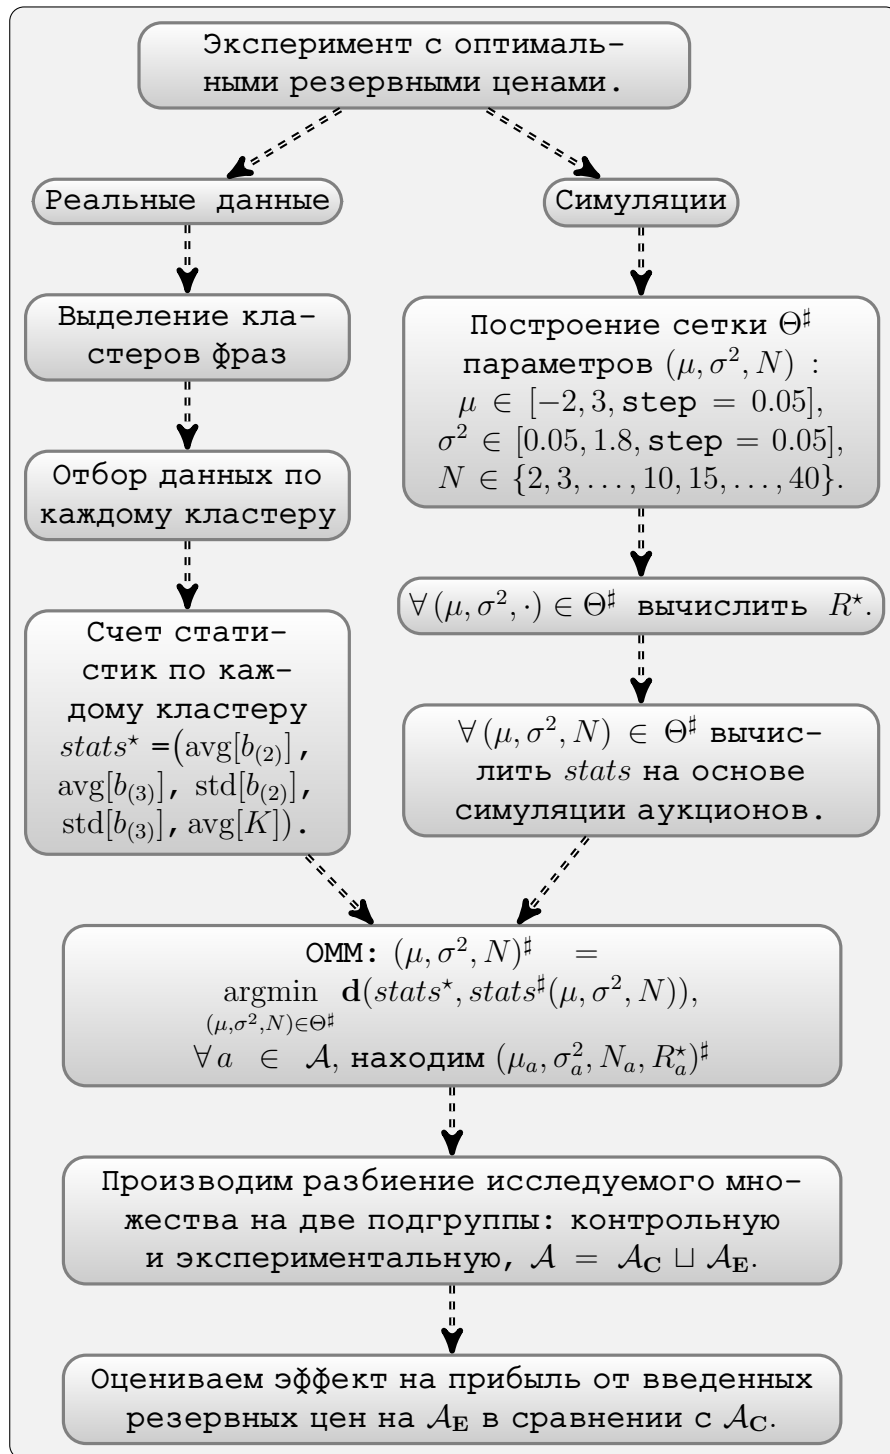 Эксперимент с оптималь-
ными резервными ценами.
Реальные данные
Симуляции
Выделение кла-
стеров фраз
Отбор данных по
каждому кластеру
Счет стати-
стик по каж-
дому кластеру
stats⋆ =(avg[b₍₂₎],
avg[b₍₃₎], std[b₍₂₎],
std[b₍₃₎], avg[K]).
Построение сетки Θ♯
параметров (μ, σ², N) :
μ ∈ [−2, 3, step = 0.05],
σ² ∈ [0.05, 1.8, step = 0.05],
N ∈ {2, 3, . . . , 10, 15, . . . , 40}.
∀ (μ, σ², ·) ∈ Θ♯ вычислить R⋆.
∀ (μ, σ², N) ∈ Θ♯ вычис-
лить stats на основе
симуляции аукционов.
ОММ: (μ, σ², N)♯ =
argmin d(stats⋆, stats♯(μ, σ², N)),
(μ,σ²,N)∈Θ♯
∀ a ∈ 𝒜, находим (μₐ, σ²ₐ, Nₐ, R⋆ₐ)♯
Производим разбиение исследуемого мно-
жества на две подгруппы: контрольную
и экспериментальную, 𝒜 = 𝒜_C ⊔ 𝒜_E.
Оцениваем эффект на прибыль от введенных
резервных цен на 𝒜_E в сравнении с 𝒜_C.